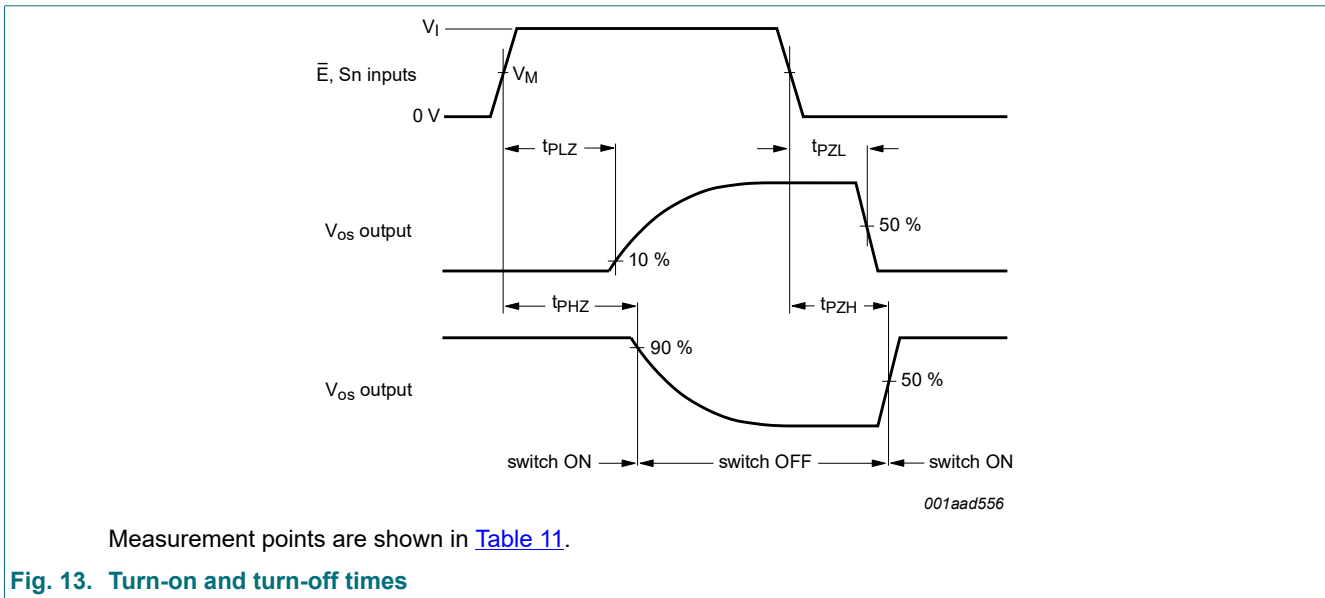 VI
Ē, Sn inputs
VM
0 V
tPLZ
tPZL
Vos output
50 %
10 %
tPHZ
tPZH
90 %
Vos output
50 %
switch ON
switch OFF
switch ON
001aad556
Measurement points are shown in Table 11.
Fig. 13. Turn-on and turn-off times